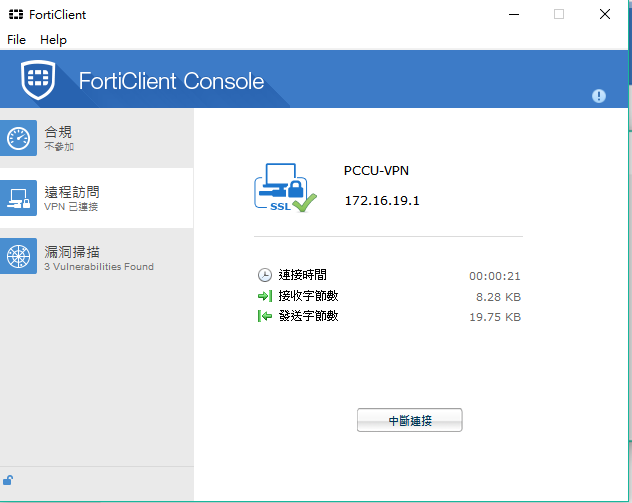 FortiClient
File Help
FortiClient Console
合規
不參加
遠程訪問
VPN 已連接
漏洞掃描
3 Vulnerabilities Found
SSL
PCCU-VPN
172.16.19.1
連接時間 00:00:21
接收字節數 8.28 KB
發送字節數 19.75 KB
中斷連接